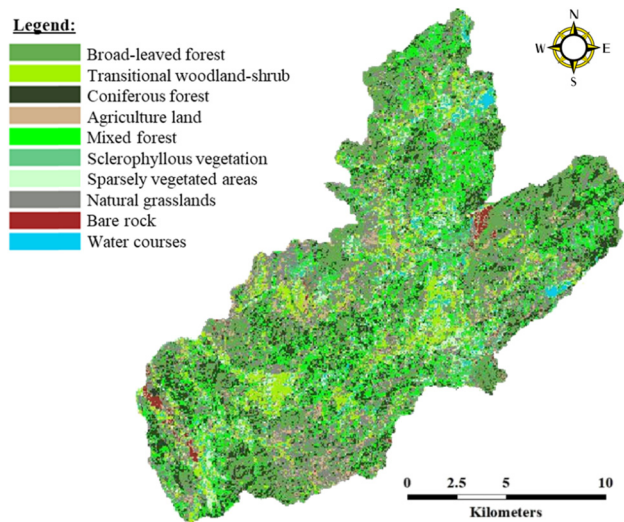 Legend:
Broad-leaved forest
Transitional woodland-shrub
Coniferous forest
Agriculture land
Mixed forest
Sclerophyllous vegetation
Sparsely vegetated areas
Natural grasslands
Bare rock
Water courses
N
W E
S
0 2.5 5 10
Kilometers